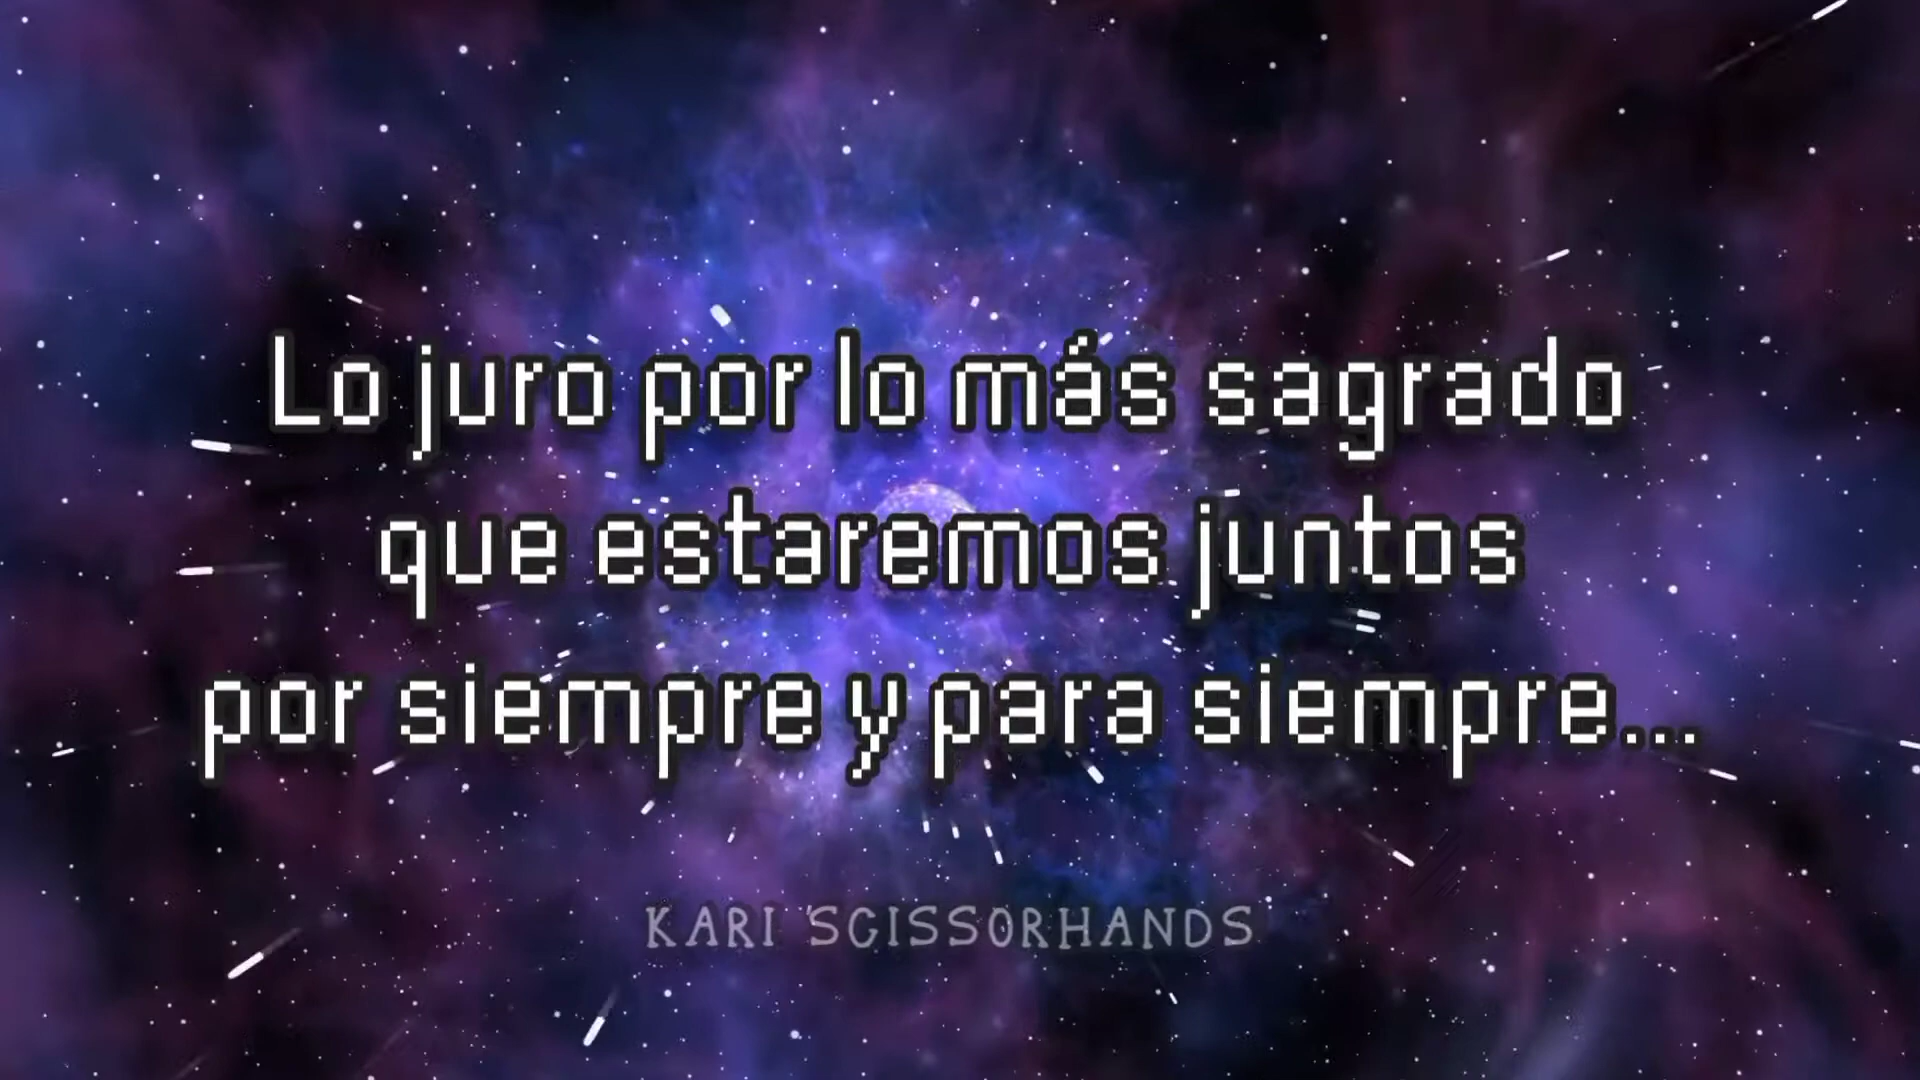 Lo juro por lo más sagrado
que estaremos juntos
por siempre y para siempre...
KARI SCISSORHANDS